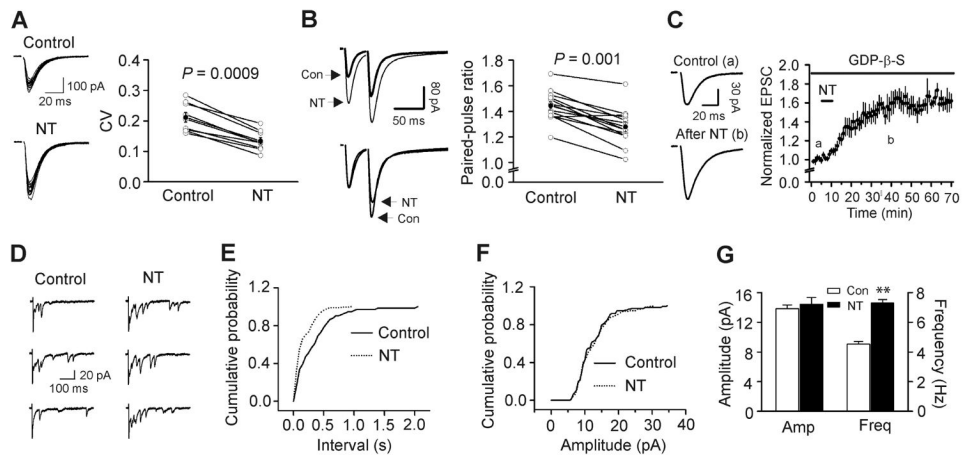 A
Control
100 pA
20 ms
NT
P = 0.0009
CV
0.4
0.3
0.2
0.1
0.0
Control
NT
B
Con
NT
80 pA
50 ms
NT
Con
P = 0.001
Paired-pulse ratio
1.8
1.6
1.4
1.2
1.0
0.0
Control
NT
C
Control (a)
30 pA
20 ms
After NT (b)
GDP-β-S
NT
a
b
Normalized EPSC
2.0
1.8
1.6
1.4
1.2
1.0
0.0
0 10 20 30 40 50 60 70
Time (min)
D
Control
NT
20 pA
100 ms
E
Cumulative probability
1.2
0.8
0.4
0.0
Control
NT
0.0 0.5 1.0 1.5 2.0
Interval (s)
F
Cumulative probability
1.2
0.8
0.4
0.0
Control
NT
0 10 20 30 40
Amplitude (pA)
G
Con
NT
**
Amplitude (pA)
16
12
8
4
0
Frequency (Hz)
8
6
4
2
0
Amp
Freq